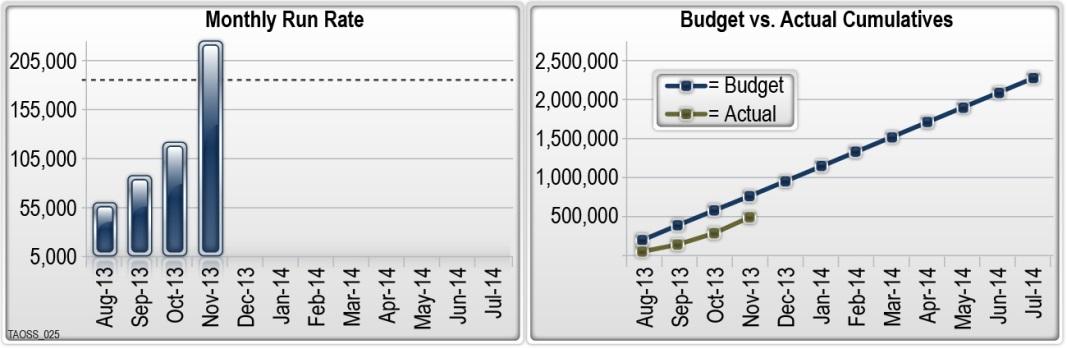 Monthly Run Rate
205,000
155,000
105,000
55,000
5,000
Aug-13
Sep-13
Oct-13
Nov-13
Dec-13
Jan-14
Feb-14
Mar-14
Apr-14
May-14
Jun-14
Jul-14
TAOSS_025
Budget vs. Actual Cumulatives
2,500,000
2,000,000
1,500,000
1,000,000
500,000
= Budget
= Actual
Aug-13
Sep-13
Oct-13
Nov-13
Dec-13
Jan-14
Feb-14
Mar-14
Apr-14
May-14
Jun-14
Jul-14